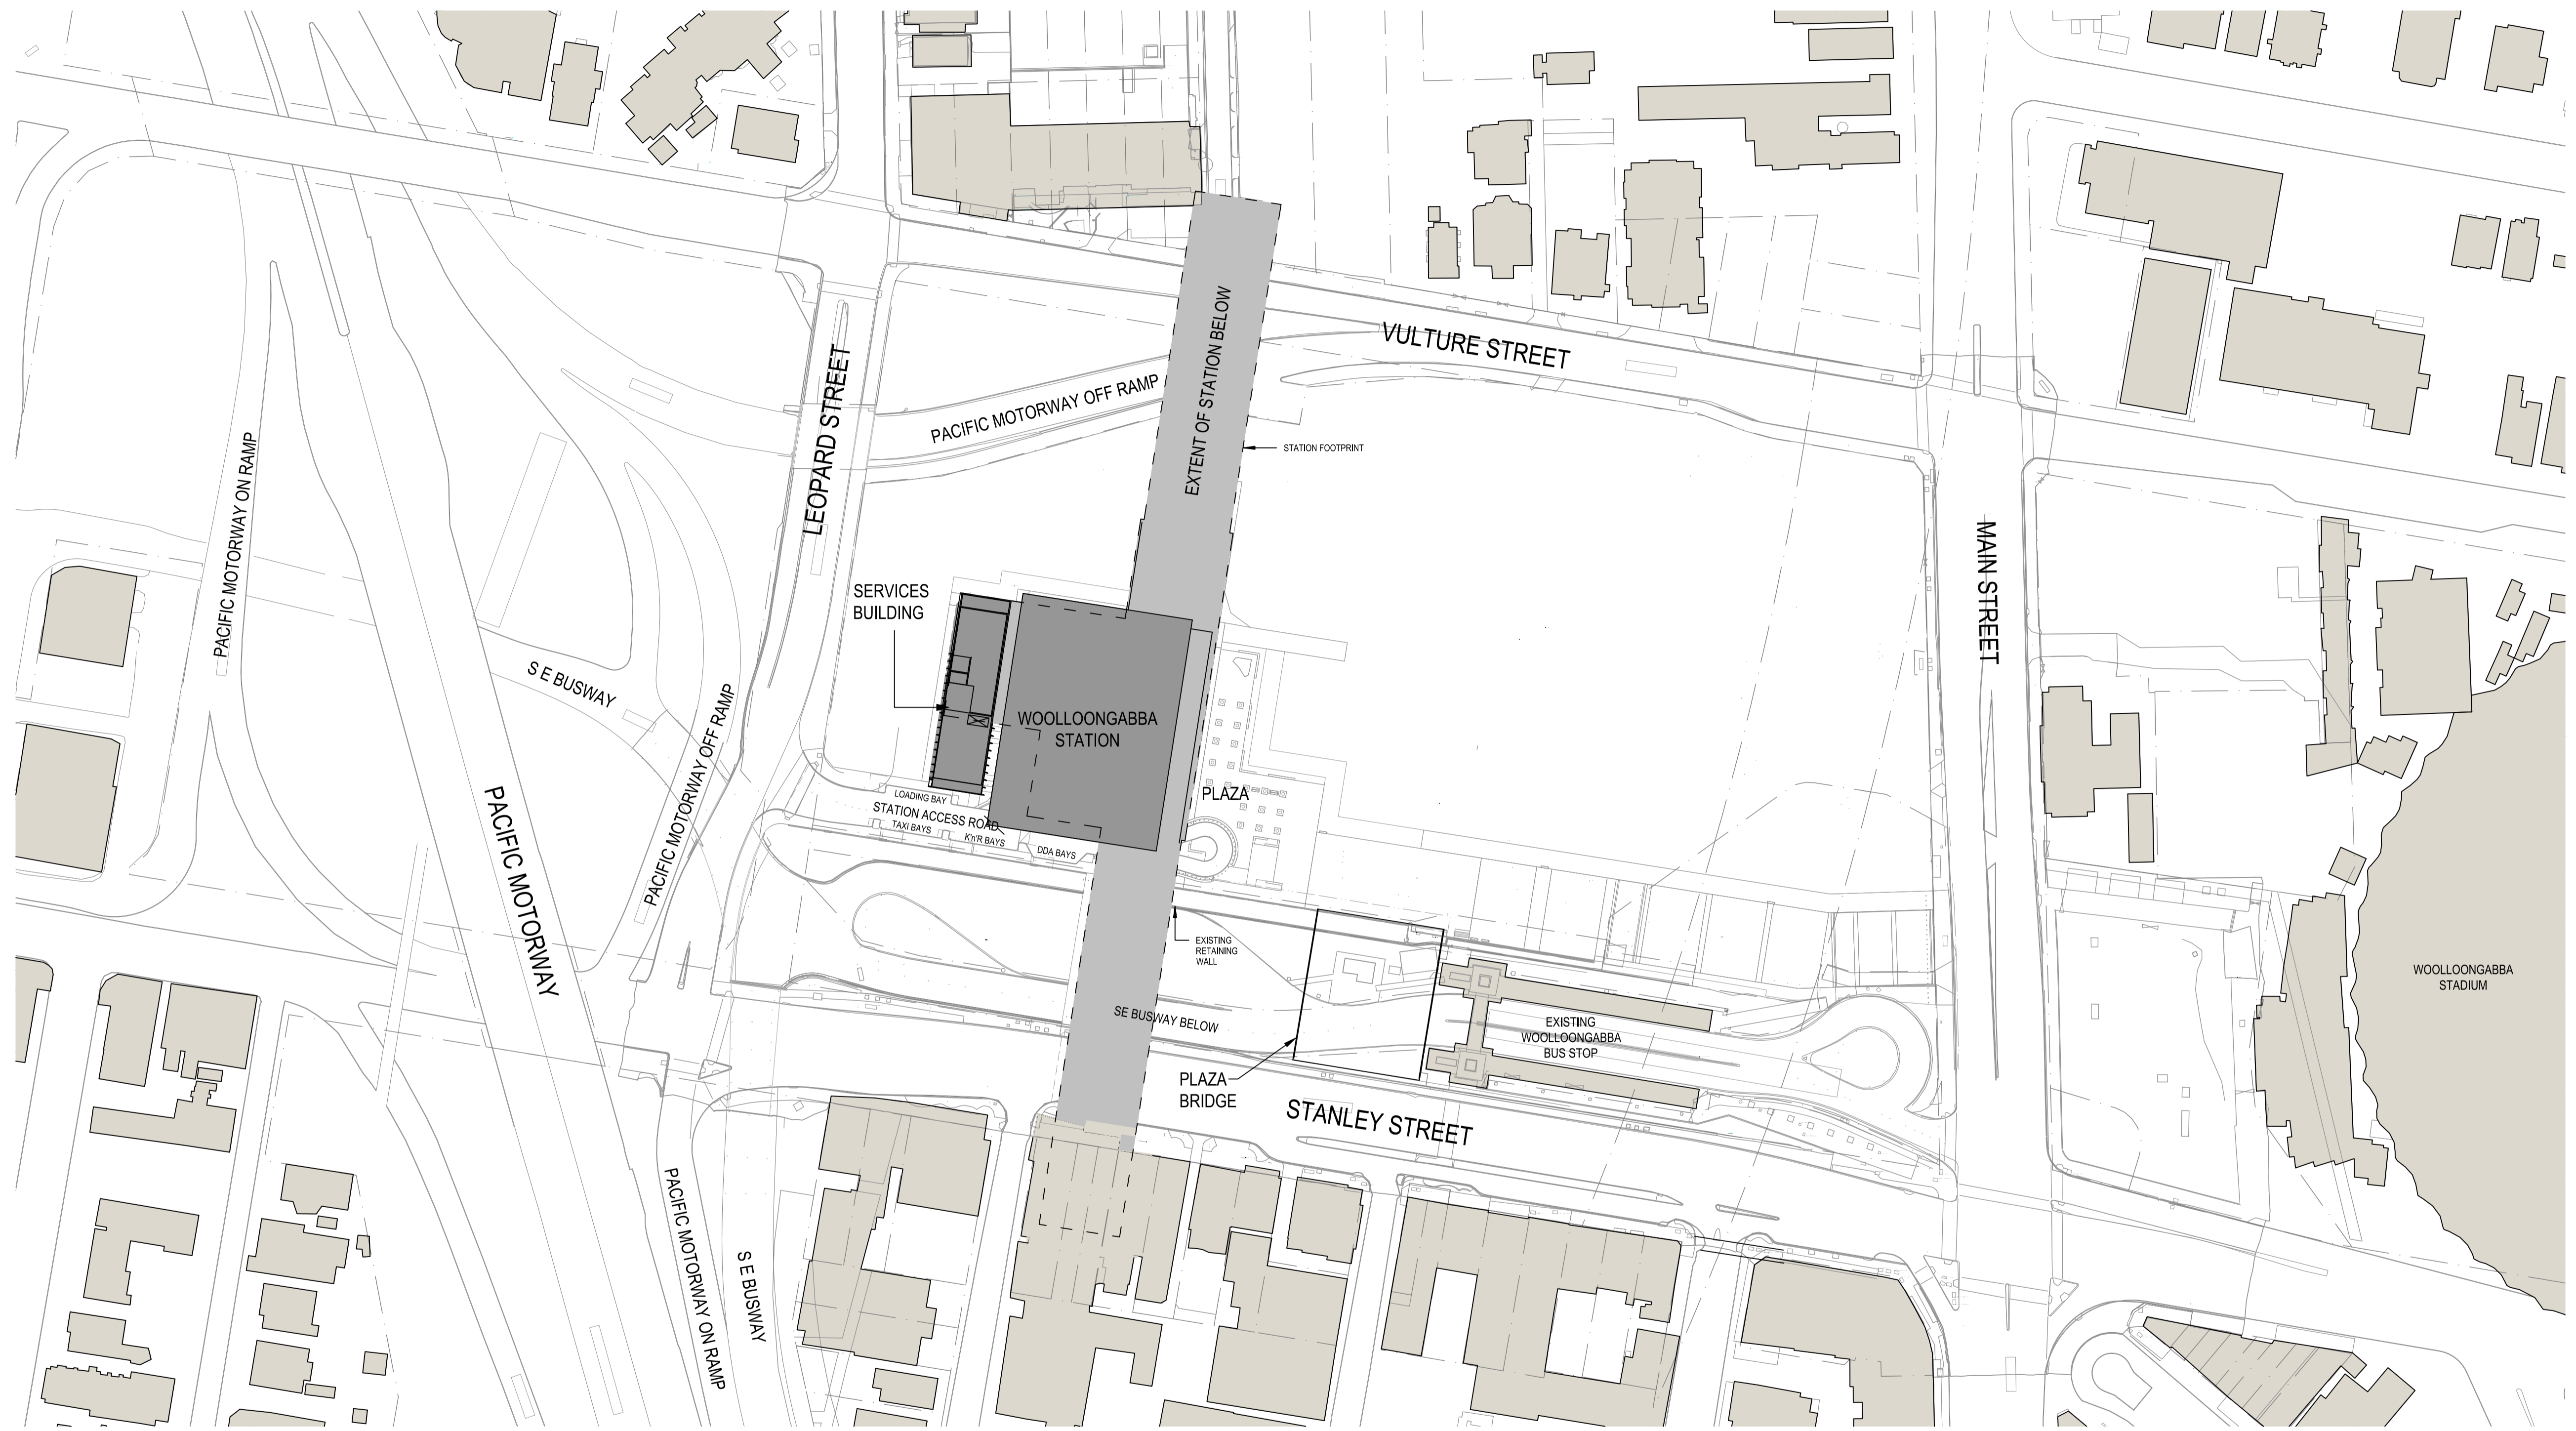 VULTURE STREET
EXTENT OF STATION BELOW
LEOPARD STREET
PACIFIC MOTORWAY OFF RAMP
STATION FOOTPRINT
PACIFIC MOTORWAY ON RAMP
MAIN STREET
SERVICES
BUILDING
S E BUSWAY
WOOLLOONGABBA
STATION
PACIFIC MOTORWAY OFF RAMP
PLAZA
LOADING BAY
STATION ACCESS ROAD
TAXI BAYS
K'n'R BAYS
DDA BAYS
PACIFIC MOTORWAY
EXISTING
RETAINING
WALL
WOOLLOONGABBA
STADIUM
SE BUSWAY BELOW
EXISTING
WOOLLOONGABBA
BUS STOP
PLAZA
BRIDGE
STANLEY STREET
PACIFIC MOTORWAY ON RAMP
S E BUSWAY